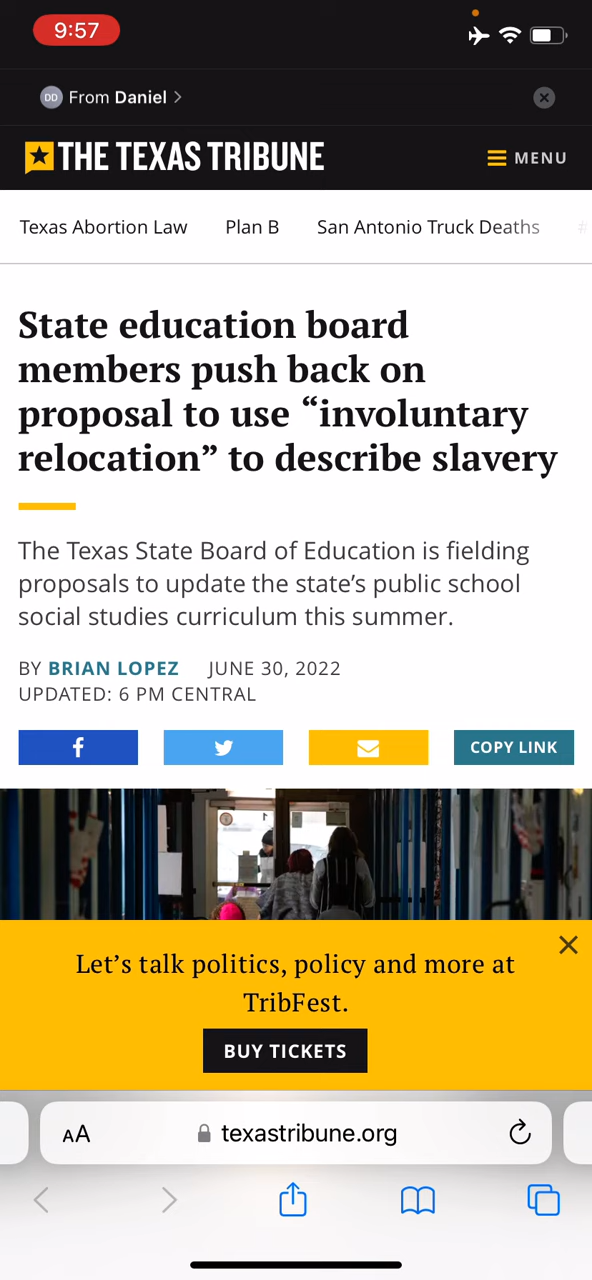 9:57
DD From Daniel
THE TEXAS TRIBUNE MENU
Texas Abortion Law Plan B San Antonio Truck Deaths #
State education board
members push back on
proposal to use “involuntary
relocation” to describe slavery
The Texas State Board of Education is fielding
proposals to update the state’s public school
social studies curriculum this summer.
BY BRIAN LOPEZ JUNE 30, 2022
UPDATED: 6 PM CENTRAL
f COPY LINK
Let’s talk politics, policy and more at
TribFest.
BUY TICKETS
AA texastribune.org